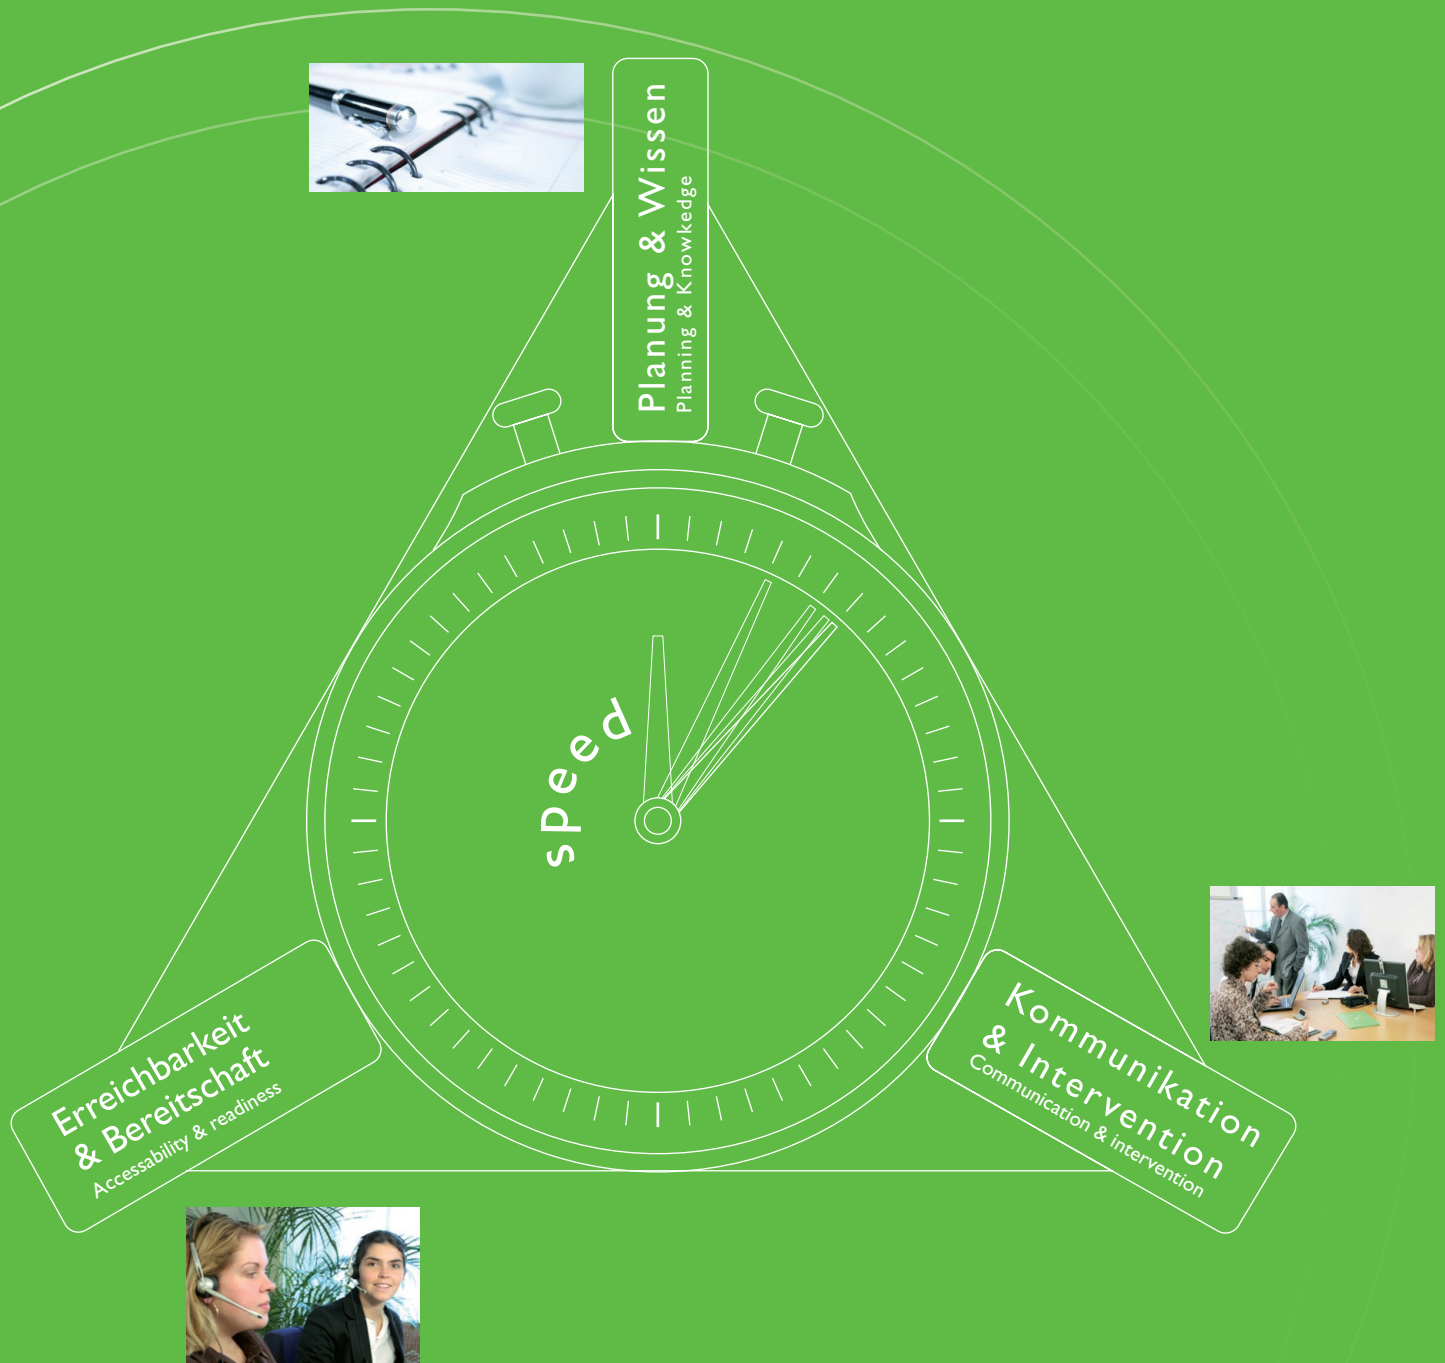 Planung & Wissen
Planning & Knowkedge
speed
Erreichbarkeit
& Bereitschaft
Accessability & readiness
Kommunikation
& Intervention
Communication & intervention